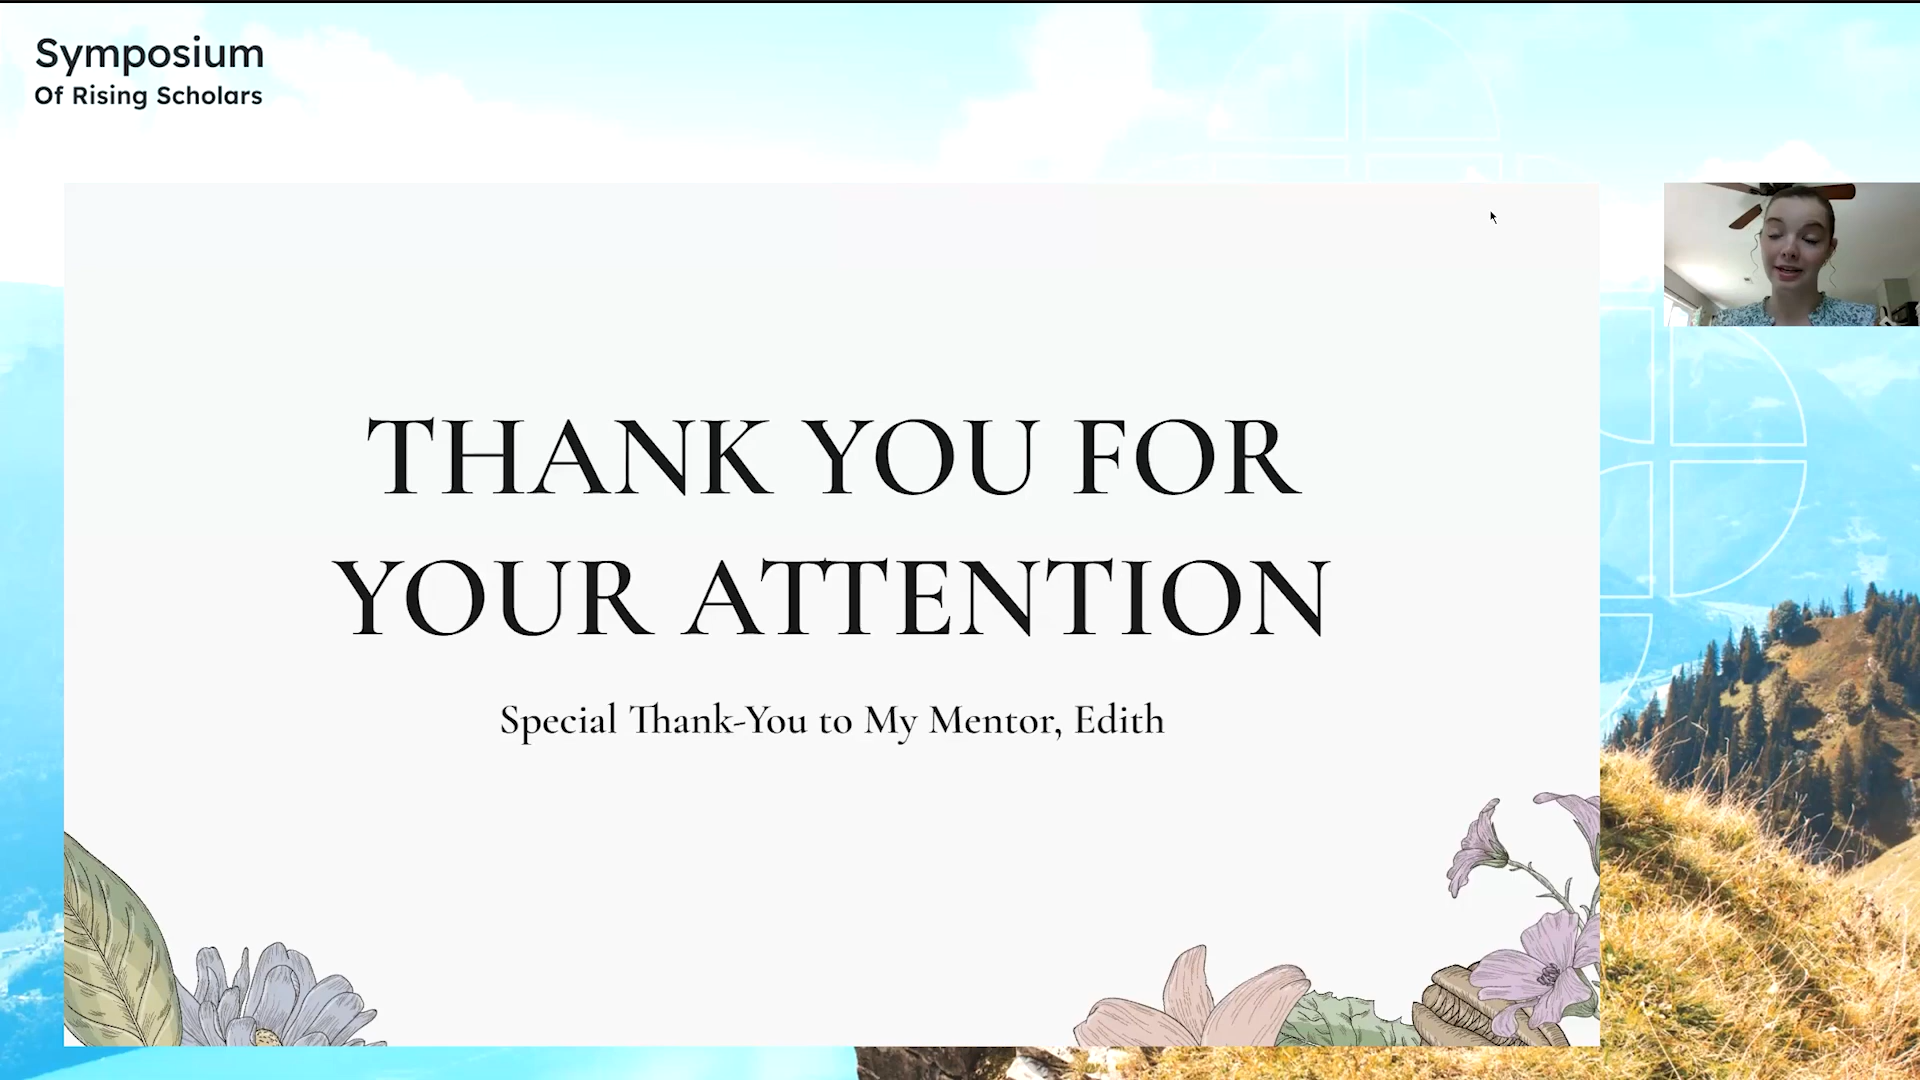 Symposium
Of Rising Scholars
THANK YOU FOR
YOUR ATTENTION
Special Thank-You to My Mentor, Edith